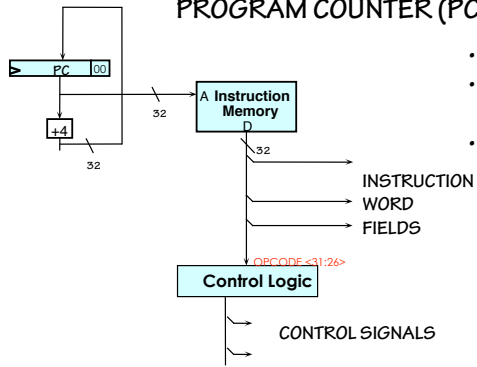 PROGRAM COUNTER (PC
PC 00
+4
32
32
A Instruction
Memory
D
32
INSTRUCTION
WORD
FIELDS
OPCODE <31:26>
Control Logic
CONTROL SIGNALS